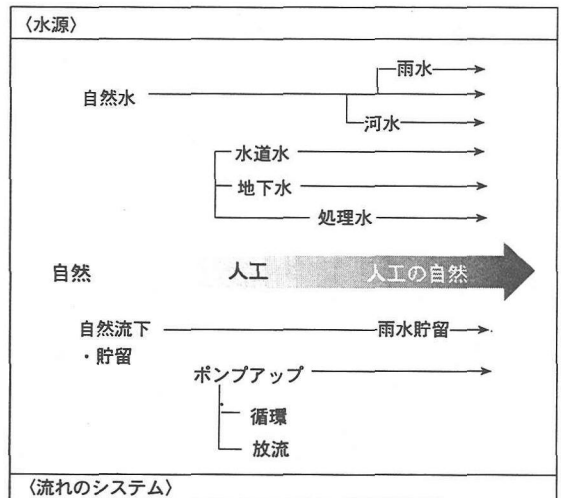 〈水源〉
雨水
自然水
河水
水道水
地下水
処理水
自然 人工 人工の自然
自然流下 雨水貯留
・貯留
ポンプアップ
循環
放流
〈流れのシステム〉